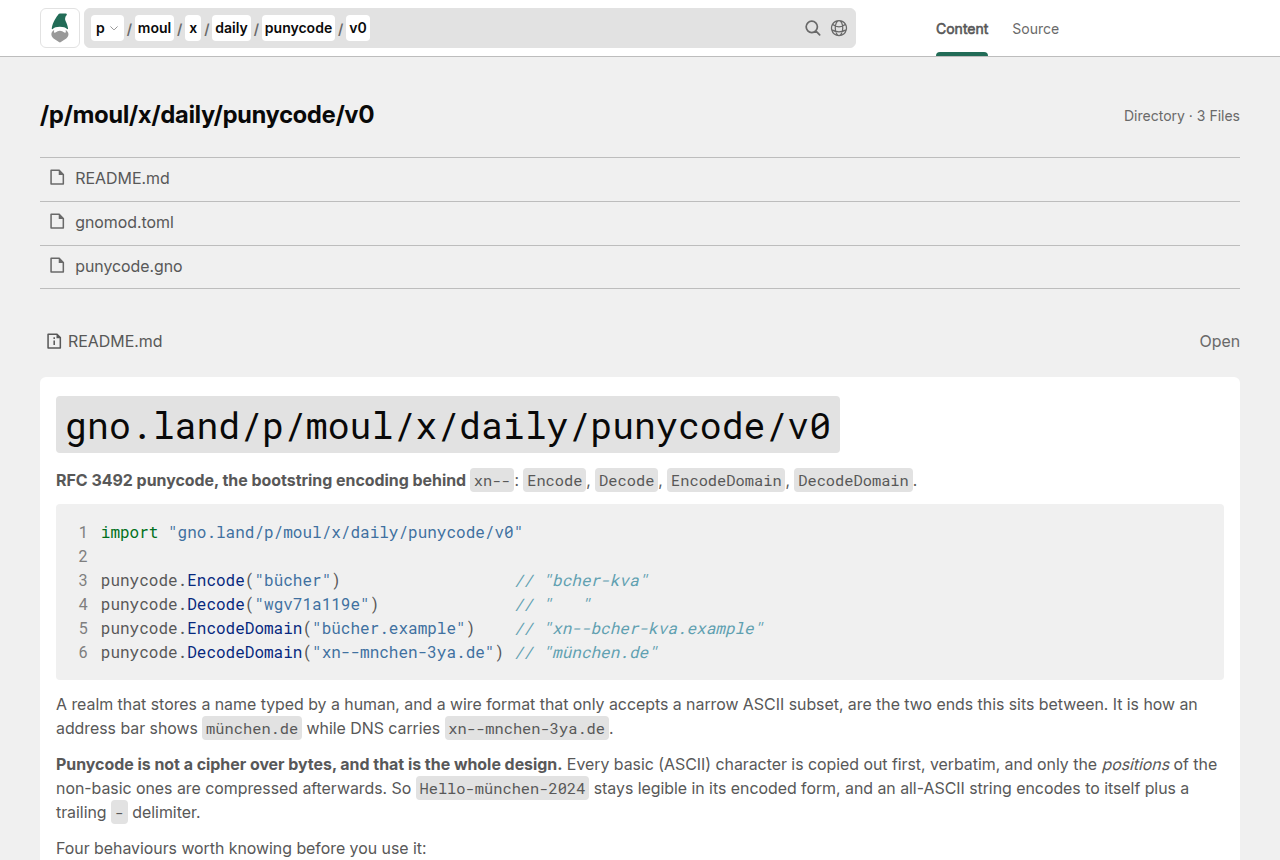 p / moul / x / daily / punycode / v0
Content
Source
/p/moul/x/daily/punycode/v0
Directory · 3 Files
README.md
gnomod.toml
punycode.gno
README.md
Open
gno.land/p/moul/x/daily/punycode/v0
RFC 3492 punycode, the bootstring encoding behind xn--: Encode, Decode, EncodeDomain, DecodeDomain.
1 import "gno.land/p/moul/x/daily/punycode/v0"
2
3 punycode.Encode("bücher") // "bcher-kva"
4 punycode.Decode("wgv71a119e") // "   "
5 punycode.EncodeDomain("bücher.example") // "xn--bcher-kva.example"
6 punycode.DecodeDomain("xn--mnchen-3ya.de") // "münchen.de"
A realm that stores a name typed by a human, and a wire format that only accepts a narrow ASCII subset, are the two ends this sits between. It is how an
address bar shows münchen.de while DNS carries xn--mnchen-3ya.de.
Punycode is not a cipher over bytes, and that is the whole design. Every basic (ASCII) character is copied out first, verbatim, and only the positions of the
non-basic ones are compressed afterwards. So Hello-münchen-2024 stays legible in its encoded form, and an all-ASCII string encodes to itself plus a
trailing - delimiter.
Four behaviours worth knowing before you use it: